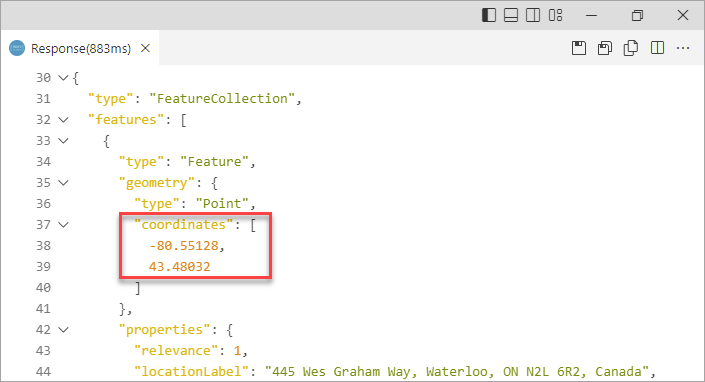 Response(883ms)
30 {
31 "type": "FeatureCollection",
32 "features": [
33 {
34 "type": "Feature",
35 "geometry": {
36 "type": "Point",
37 "coordinates": [
38 -80.55128,
39 43.48032
40 ]
41 },
42 "properties": {
43 "relevance": 1,
44 "locationLabel": "445 Wes Graham Way, Waterloo, ON N2L 6R2, Canada",